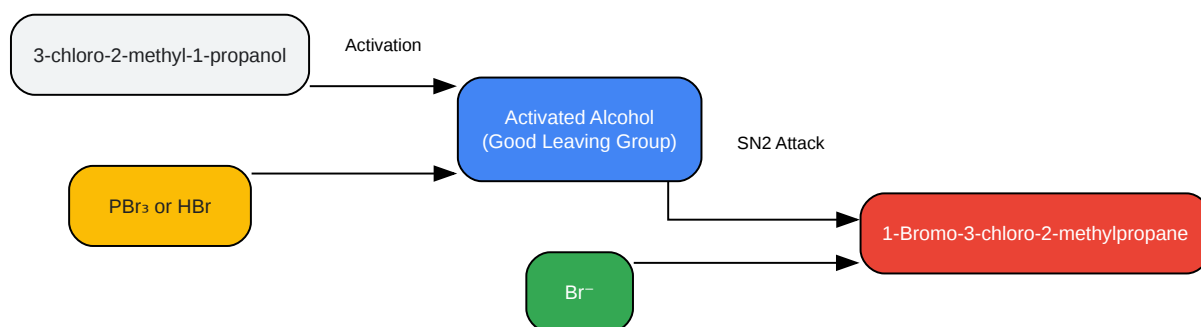 3-chloro-2-methyl-1-propanol
Activation
Activated Alcohol
(Good Leaving Group)
SN2 Attack
PBr₃ or HBr
1-Bromo-3-chloro-2-methylpropane
Br⁻